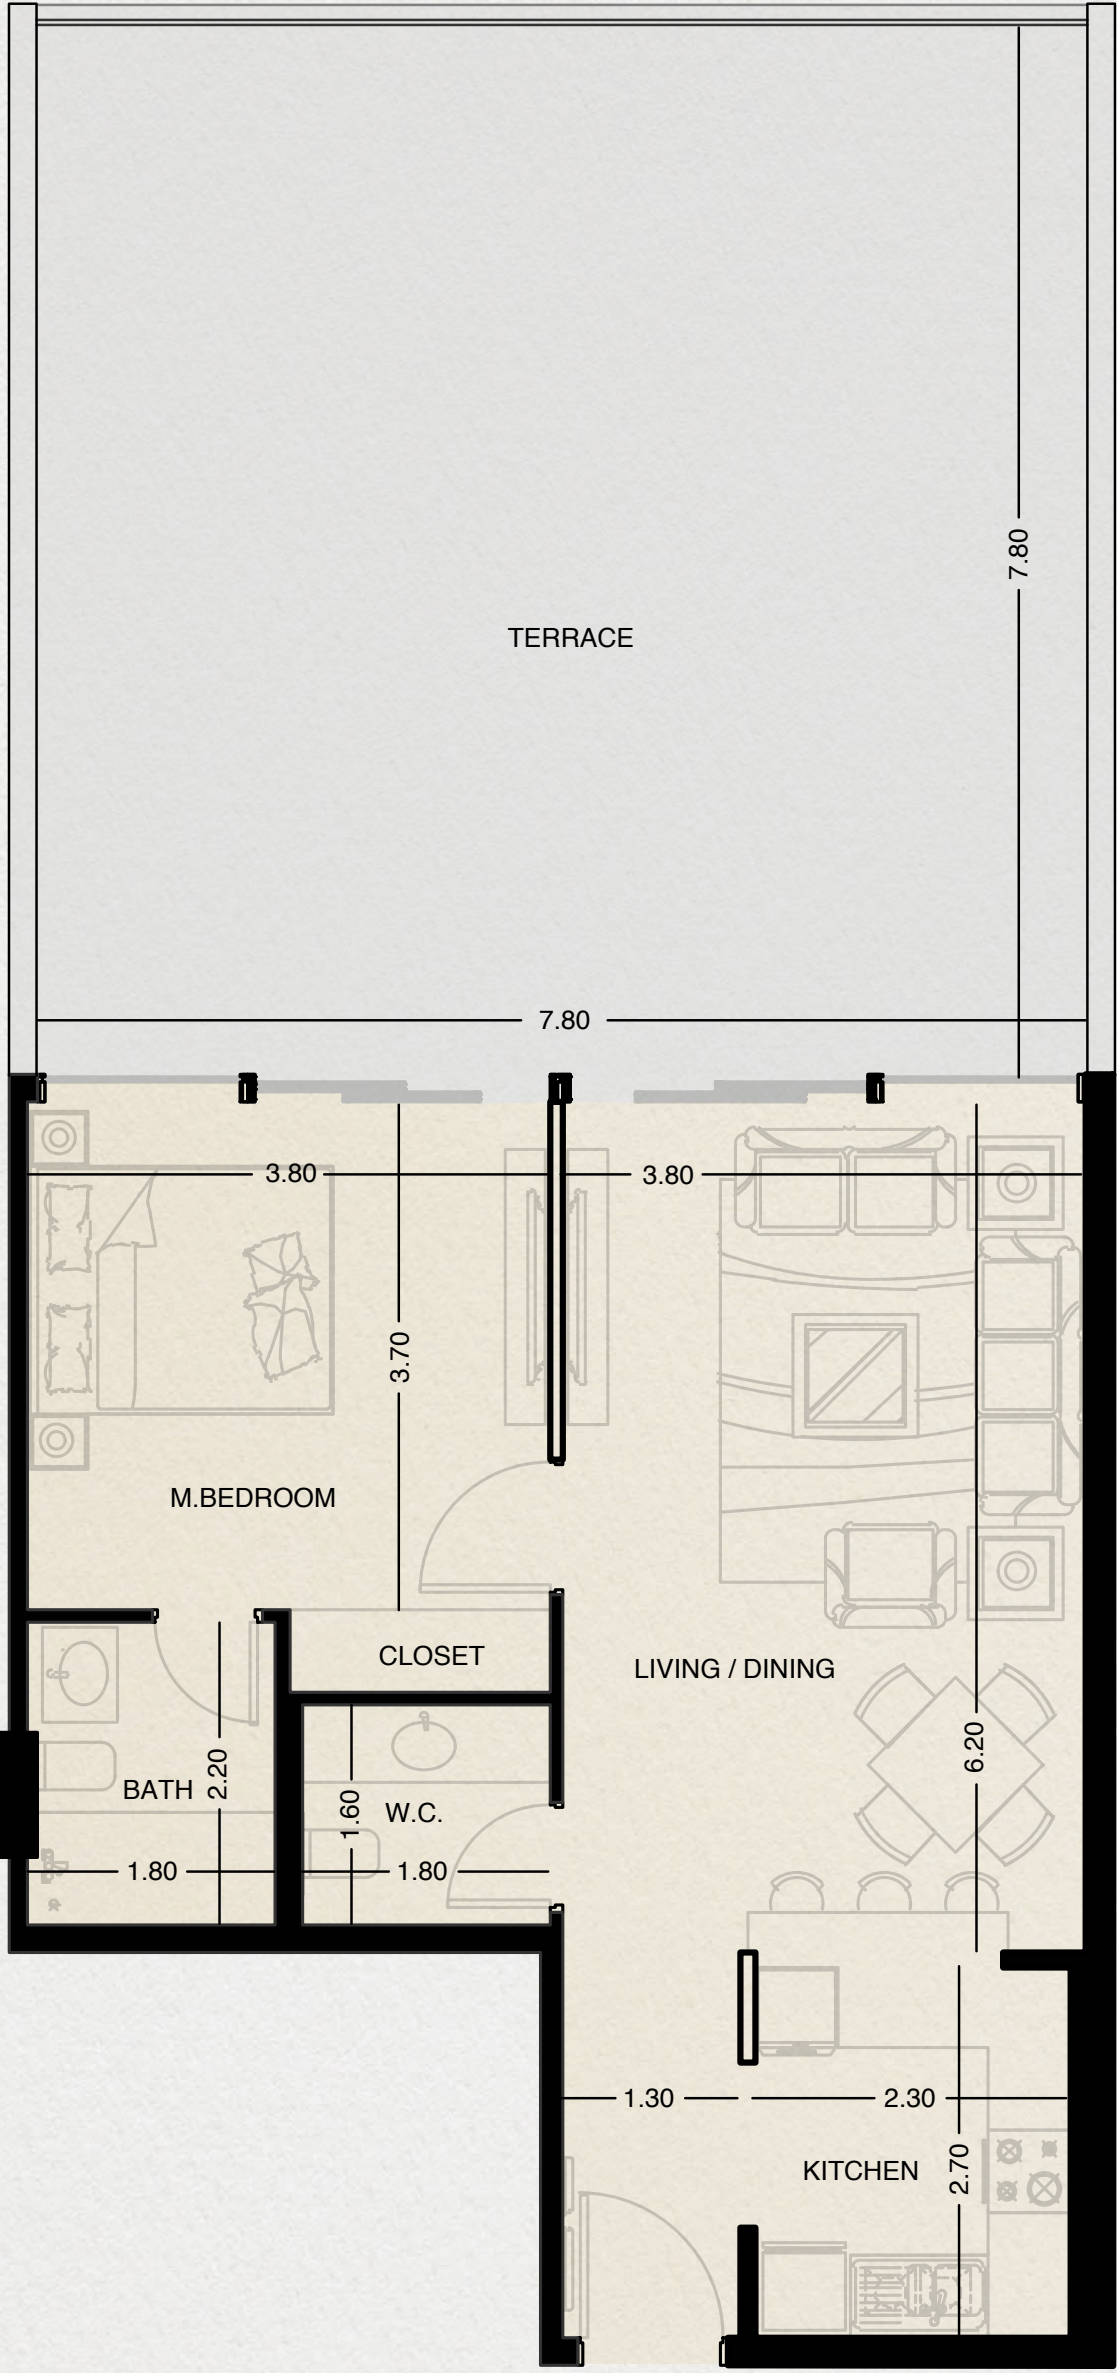 7.80
TERRACE
7.80
3.80
3.80
3.70
M.BEDROOM
CLOSET
LIVING / DINING
6.20
2.20
BATH
1.60
W.C.
1.80
1.80
1.30
2.30
KITCHEN
2.70